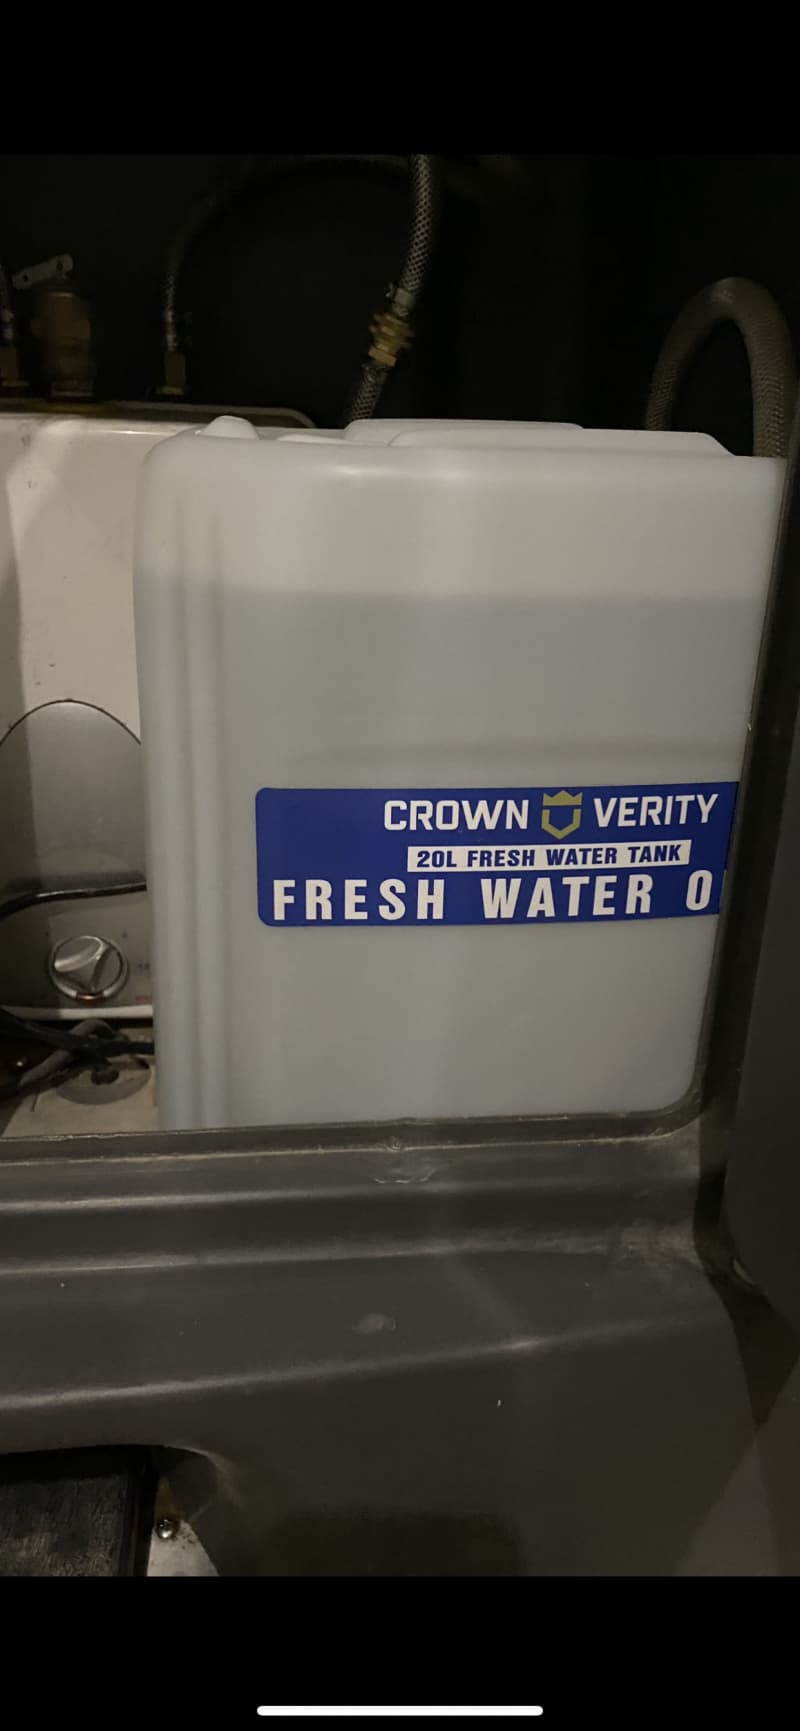 CROWN VERITY
20L FRESH WATER TANK
FRESH WATER O